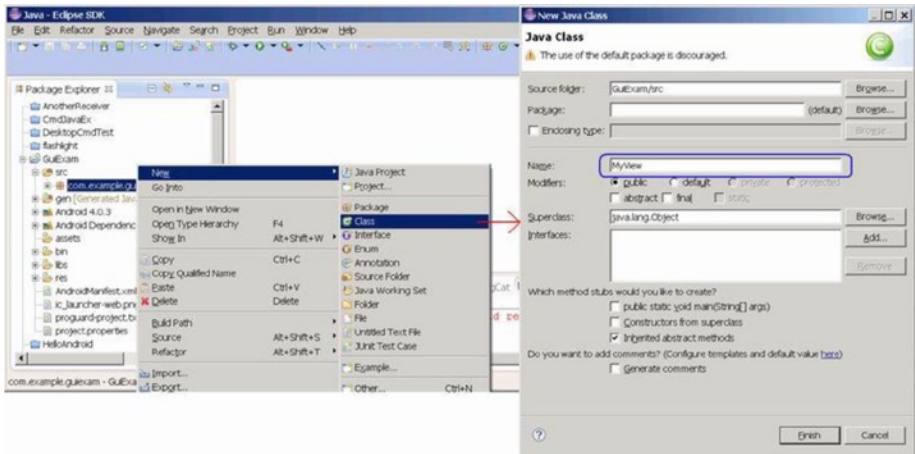 Java - Eclipse SDK
File Edit Refactor Source Navigate Search Project Run Window Help
Package Explorer
AnotherReceiver
CmdJavaEx
DesktopCmdTest
flashlight
GuiExam
src
com.example.gu
gen [Generated Java
Android 4.0.3
Android Dependenc
assets
bin
libs
res
AndroidManifest.xml
ic_launcher-web.pn
proguard-project.tx
project.properties
HelloAndroid
com.example.guiexam - GuiExa
New
Go Into
Open in New Window
Open Type Hierarchy F4
Show In Alt+Shift+W
Copy Ctrl+C
Copy Qualified Name
Paste Ctrl+V
Delete Delete
Build Path
Source Alt+Shift+S
Refactor Alt+Shift+T
Import...
Export...
Java Project
Project...
Package
Class
Interface
Enum
Annotation
Source Folder
Java Working Set
Folder
File
Untitled Text File
JUnit Test Case
Example...
Other... Ctrl+N
gCat
d re
New Java Class
Java Class
The use of the default package is discouraged.
Source folder: GuiExam/src Browse...
Package: (default) Browse...
Enclosing type: Browse...
Name: MyView
Modifiers: public default private protected
abstract final static
Superclass: java.lang.Object Browse...
Interfaces: Add...
Remove
Which method stubs would you like to create?
public static void main(String[] args)
Constructors from superclass
Inherited abstract methods
Do you want to add comments? (Configure templates and default value here)
Generate comments
Finish Cancel